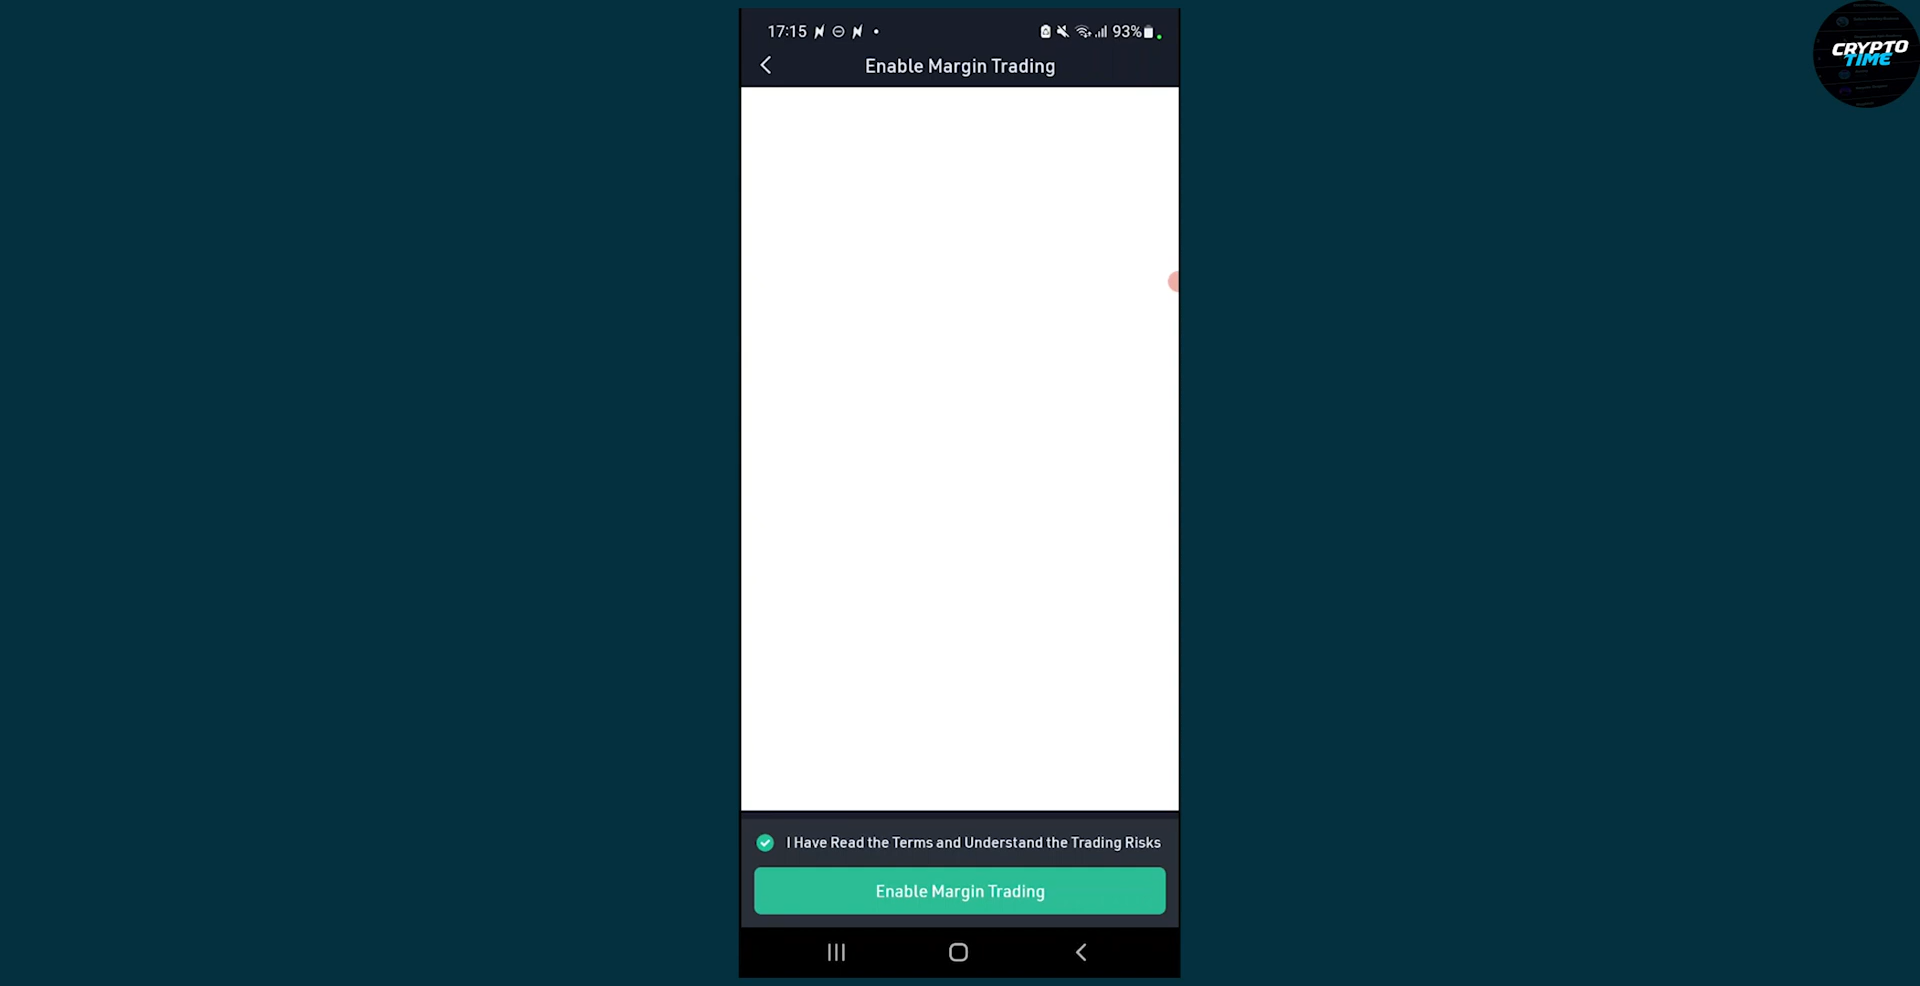 17:15
93%
Enable Margin Trading
CRYPTO
TIME
I Have Read the Terms and Understand the Trading Risks
Enable Margin Trading